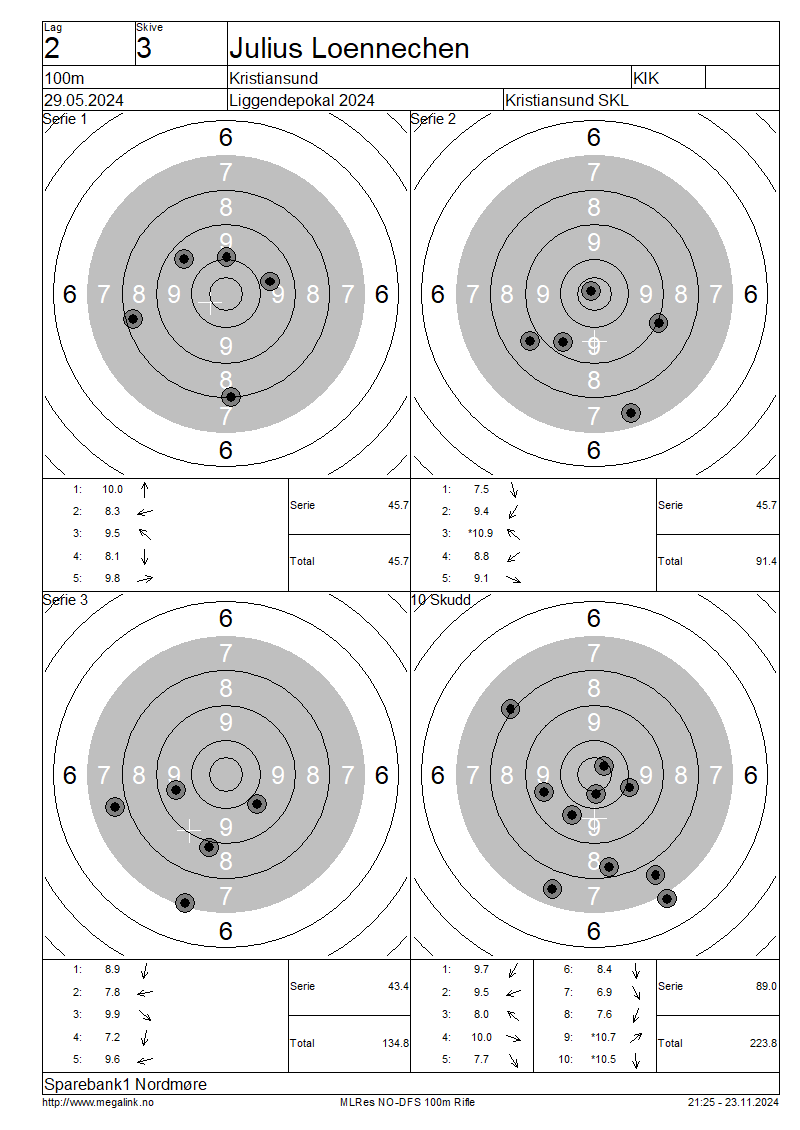 Lag Skive
2 3 Julius Loennechen
100m Kristiansund KIK
29.05.2024 Liggendepokal 2024 Kristiansund SKL
Serie 1
6
7
8
9
6 7 8 9 9 8 7 6
9
8
7
6
1: 10.0
2: 8.3
3: 9.5
4: 8.1
5: 9.8
Serie 45.7
Total 45.7
Serie 2
6
7
8
9
6 7 8 9 9 8 7 6
9
7
6
1: 7.5
2: 9.4
3: *10.9
4: 8.8
5: 9.1
Serie 45.7
Total 91.4
Serie 3
6
7
8
9
6 7 8 9 9 8 7 6
9
8
7
6
1: 8.9
2: 7.8
3: 9.9
4: 7.2
5: 9.6
Serie 43.4
Total 134.8
10 Skudd
6
7
8
9
6 7 8 9 9 8 7 6
9
8
7
6
1: 9.7
2: 9.5
3: 8.0
4: 10.0
5: 7.7
6: 8.4
7: 6.9
8: 7.6
9: *10.7
10: *10.5
Serie 89.0
Total 223.8
Sparebank1 Nordmøre
http://www.megalink.no MLRes NO-DFS 100m Rifle 21:25 - 23.11.2024